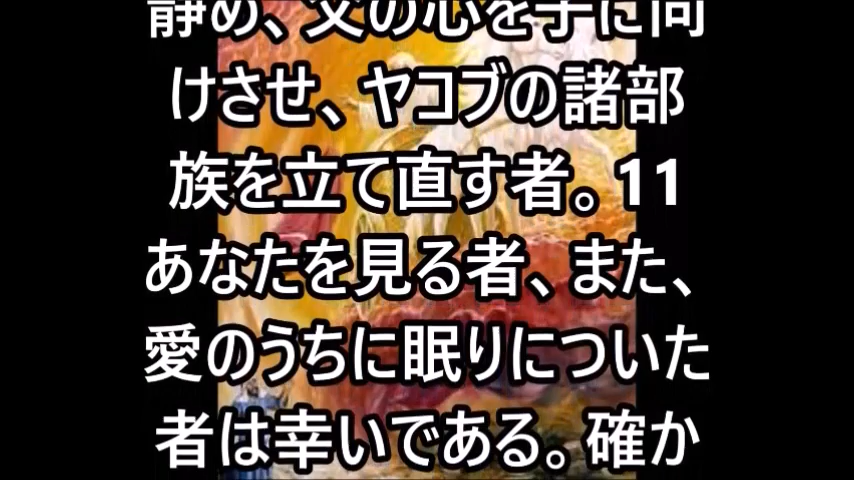 静め、父の心を子に向
けさせ、ヤコブの諸部
族を立て直す者。11
あなたを見る者、また、
愛のうちに眠りについた
者は幸いである。確か